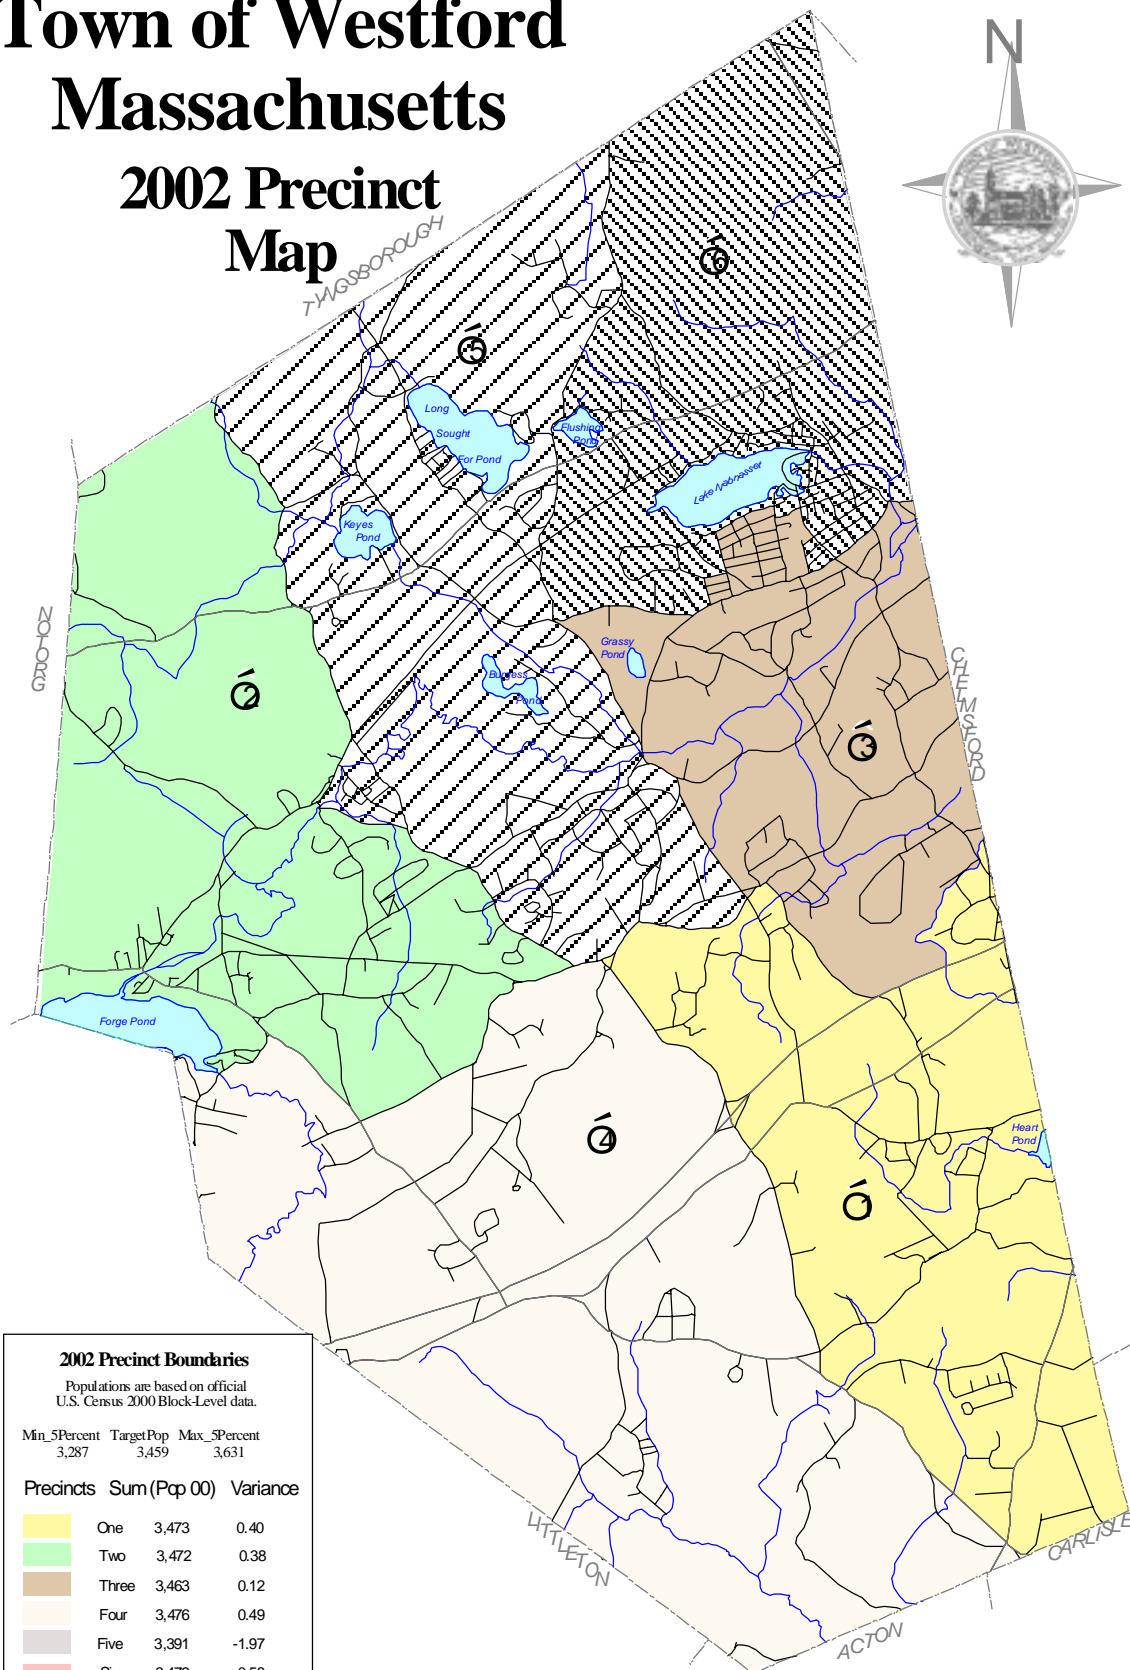 Town of Westford
Massachusetts
2002 Precinct
Map
N
TYNGSBOROUGH
6
5
Long
Sought
For Pond
Flushing
Pond
Lake Nabnasset
Keyes
Pond
NOTORG
Grassy
Pond
CHELMSFORD
2
Burgess
Pond
3
Forge Pond
4
Heart
Pond
1
LITTLETON
CARLISLE
ACTON
2002 Precinct Boundaries
Populations are based on official
U.S. Census 2000 Block-Level data.
Min_5Percent TargetPop Max_5Percent
3,287 3,459 3,631
Precincts Sum (Pop 00) Variance
One 3,473 0.40
Two 3,472 0.38
Three 3,463 0.12
Four 3,476 0.49
Five 3,391 -1.97